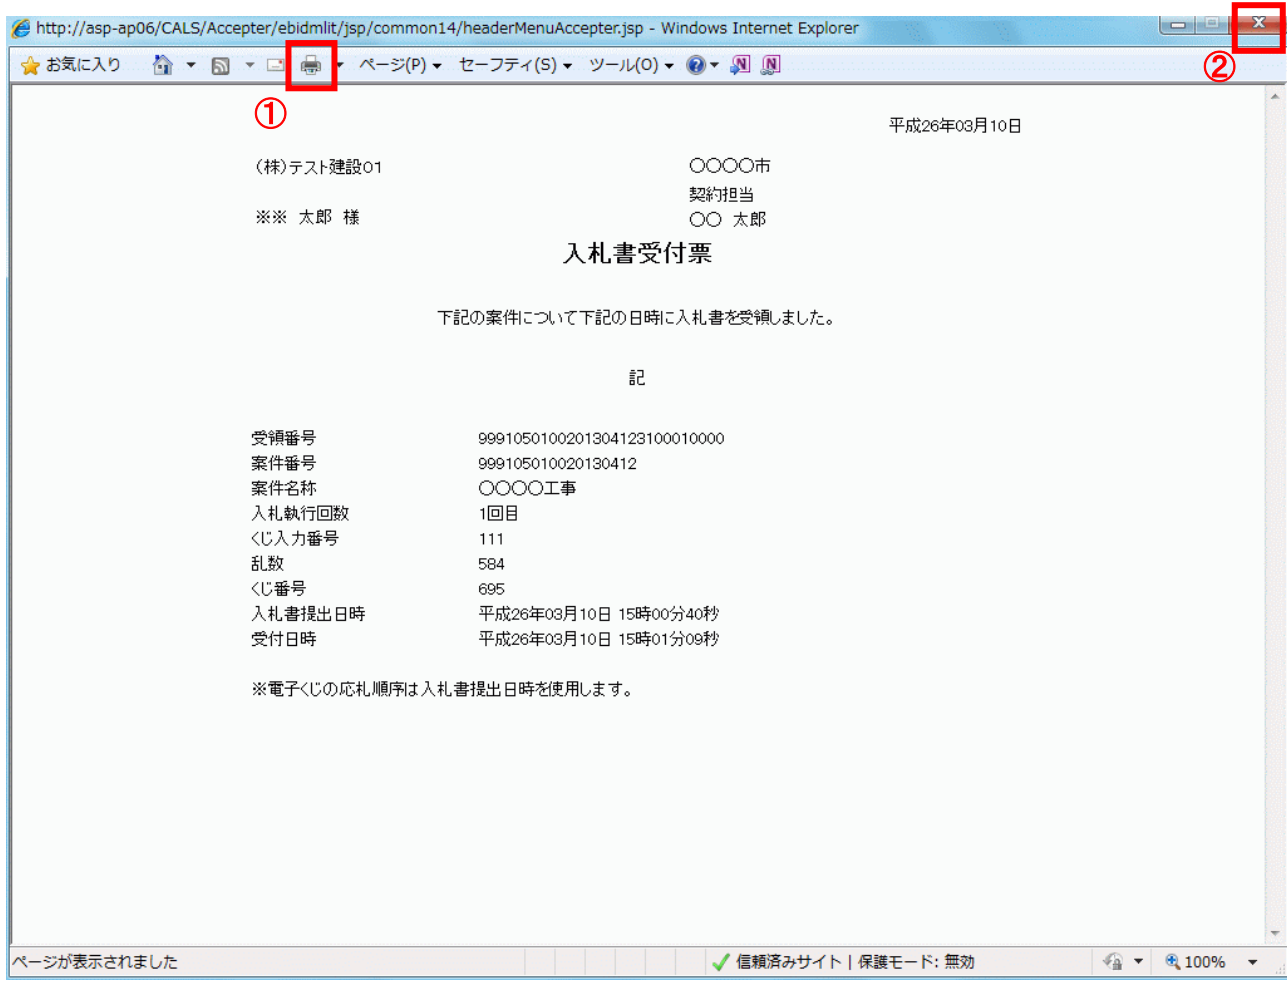 http://asp-ap06/CALS/Accepter/ebidmlit/jsp/common14/headerMenuAccepter.jsp - Windows Internet Explorer
お気に入り ページ(P) セーフティ(S) ツール(O)
① ②
平成26年03月10日
(株)テスト建設01 〇〇〇〇市
契約担当
※※ 太郎 様 〇〇 太郎
入札書受付票
下記の案件について下記の日時に入札書を受領しました。
記
受領番号 9991050100201304123100010000
案件番号 999105010020130412
案件名称 〇〇〇〇工事
入札執行回数 1回目
くじ入力番号 111
乱数 584
くじ番号 695
入札書提出日時 平成26年03月10日 15時00分40秒
受付日時 平成26年03月10日 15時01分09秒
※電子くじの応札順序は入札書提出日時を使用します。
ページが表示されました 信頼済みサイト | 保護モード: 無効 100%